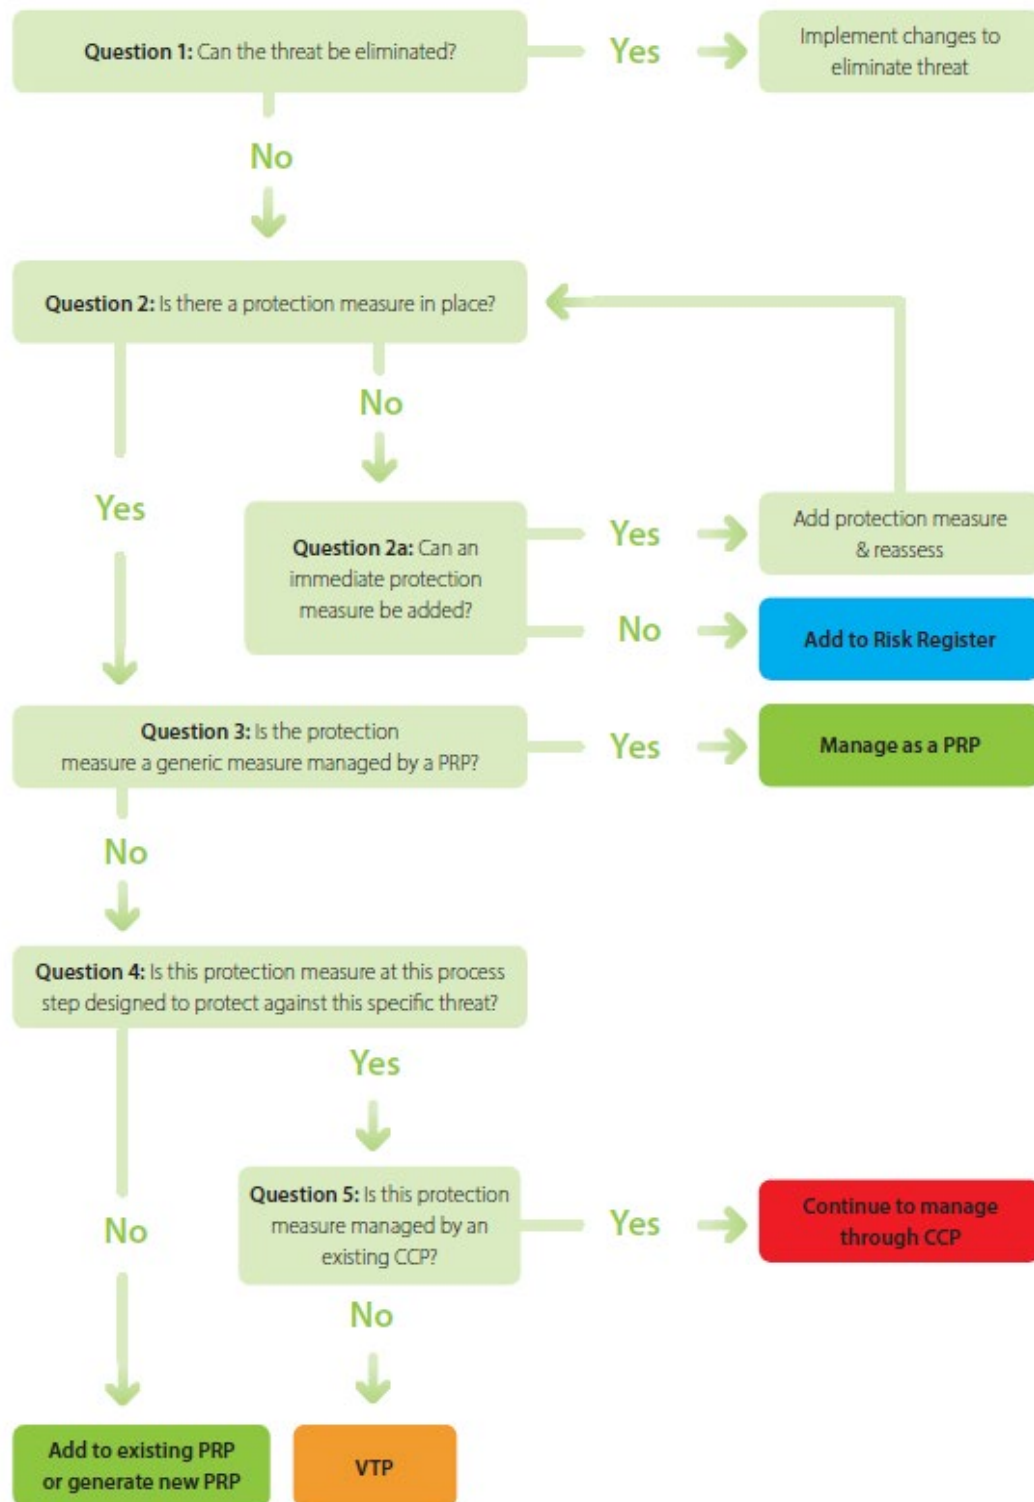 Question 1: Can the threat be eliminated?
Yes
Implement changes to
eliminate threat
No
Question 2: Is there a protection measure in place?
No
Yes
Question 2a: Can an
immediate protection
measure be added?
Yes
Add protection measure
& reassess
No
Add to Risk Register
Question 3: Is the protection
measure a generic measure managed by a PRP?
Yes
Manage as a PRP
No
Question 4: Is this protection measure at this process
step designed to protect against this specific threat?
Yes
No
Question 5: Is this protection
measure managed by an
existing CCP?
Yes
Continue to manage
through CCP
No
Add to existing PRP
or generate new PRP
VTP